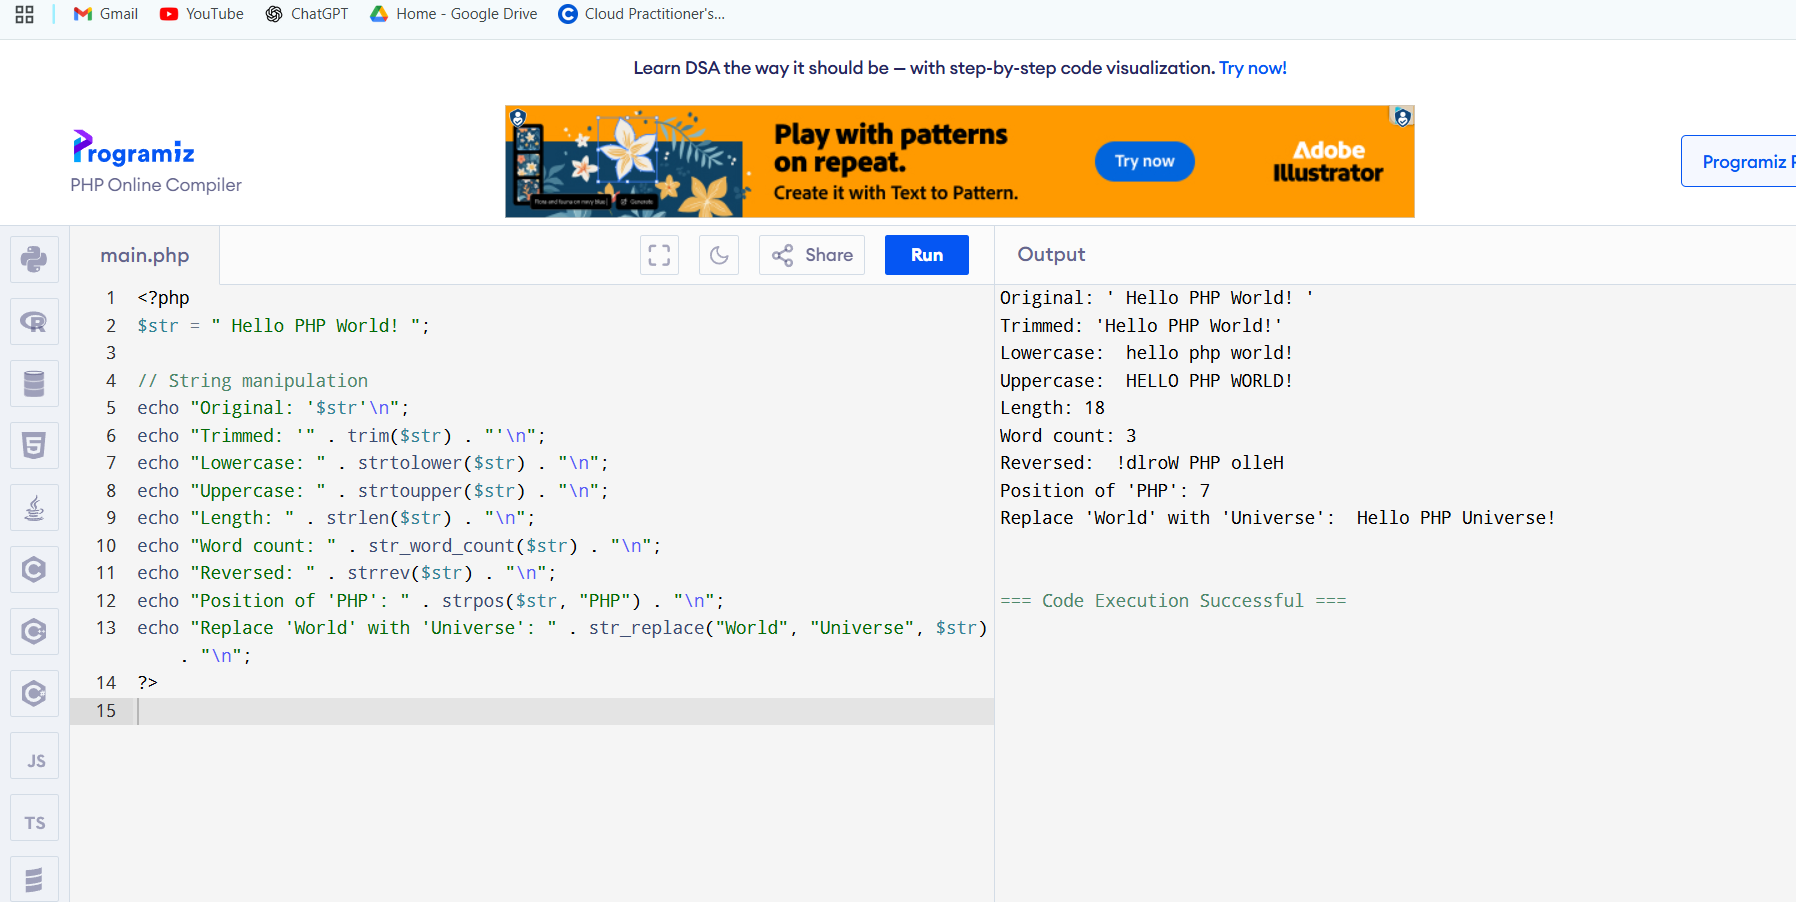 Gmail YouTube ChatGPT Home - Google Drive Cloud Practitioner's...
Learn DSA the way it should be — with step-by-step code visualization. Try now!
Programiz
PHP Online Compiler
Play with patterns
on repeat.
Create it with Text to Pattern.
Flora and fauna on navy blue
Generate
Try now
Adobe
Illustrator
Programiz P
main.php
Share
Run
Output
1 <?php
2 $str = " Hello PHP World! ";
3
4 // String manipulation
5 echo "Original: '$str'\n";
6 echo "Trimmed: '" . trim($str) . "'\n";
7 echo "Lowercase: " . strtolower($str) . "\n";
8 echo "Uppercase: " . strtoupper($str) . "\n";
9 echo "Length: " . strlen($str) . "\n";
10 echo "Word count: " . str_word_count($str) . "\n";
11 echo "Reversed: " . strrev($str) . "\n";
12 echo "Position of 'PHP': " . strpos($str, "PHP") . "\n";
13 echo "Replace 'World' with 'Universe': " . str_replace("World", "Universe", $str)
. "\n";
14 ?>
15
Original: ' Hello PHP World! '
Trimmed: 'Hello PHP World!'
Lowercase:  hello php world!
Uppercase:  HELLO PHP WORLD!
Length: 18
Word count: 3
Reversed:  !dlroW PHP olleH
Position of 'PHP': 7
Replace 'World' with 'Universe':  Hello PHP Universe!
=== Code Execution Successful ===
R
5
C
C+
C#
JS
TS